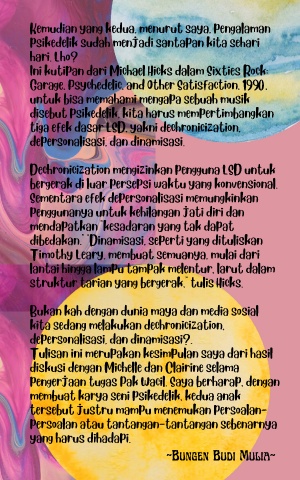 Kemudian yang kedua, menurut saya, Pengalaman
Psikedelik sudah menjadi santapan kita sehari
hari. Lho?
Ini kutipan dari Michael Hicks dalam Sixties Rock:
Garage, Psychedelic, and Other Satisfaction, 1990,
untuk bisa memahami mengapa sebuah musik
disebut Psikedelik, kita harus mempertimbangkan
tiga efek dasar LSD, yakni dechronicization,
dePersonalisasi, dan dinamisasi.
Dechronicization mengizinkan Pengguna LSD untuk
bergerak di luar Persepsi waktu yang konvensional.
Sementara efek dePersonalisasi memungkinkan
Penggunanya untuk kehilangan jati diri dan
mendapatkan "kesadaran yang tak dapat
dibedakan." "Dinamisasi, seperti yang dituliskan
Timothy Leary, membuat semuanya, mulai dari
lantai hingga lampu tampak melentur, larut dalam
struktur tarian yang bergerak," tulis Hicks.
Bukan kah dengan dunia maya dan media sosial
kita sedang melakukan dechronicization,
dePersonalisasi, dan dinamisasi?.
Tulisan ini merupakan kesimpulan saya dari hasil
diskusi dengan Michelle dan Clairine selama
Pengerjaan tugas Pak Wacil. Saya berharap, dengan
membuat karya seni Psikedelik, kedua anak
tersebut justru mampu menemukan Persoalan-
Persoalan atau tantangan-tantangan sebenarnya
yang harus dihadapi.
~Bungen Budi Mulia~